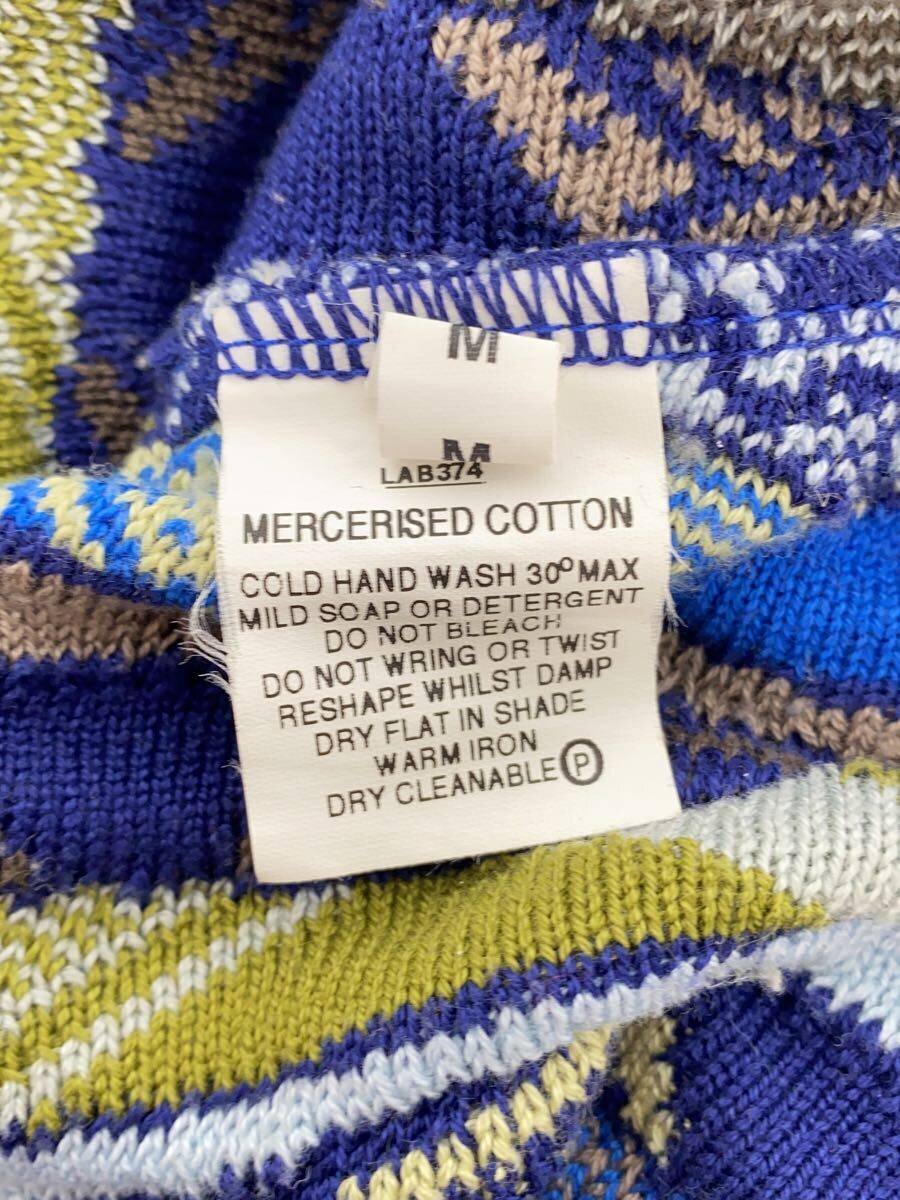 M
M
LAB374
MERCERISED COTTON
COLD HAND WASH 30º MAX
MILD SOAP OR DETERGENT
DO NOT BLEACH
DO NOT WRING OR TWIST
RESHAPE WHILST DAMP
DRY FLAT IN SHADE
WARM IRON
DRY CLEANABLE Ⓟ